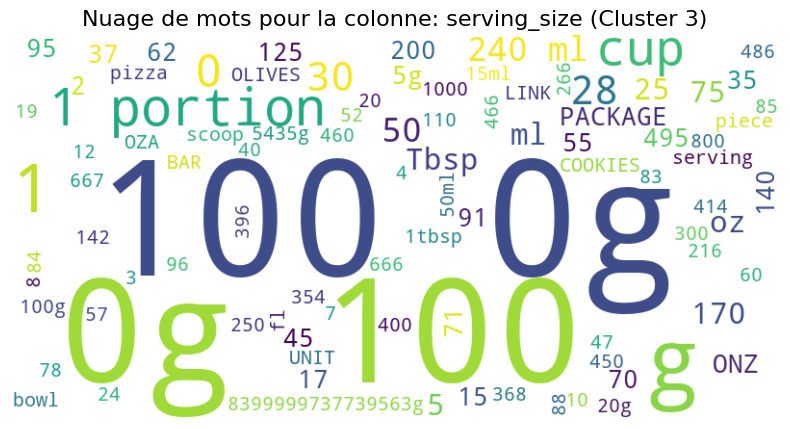 Nuage de mots pour la colonne: serving_size (Cluster 3)
95 37 62 125 200 240 ml cup 486
pizza 0 OLIVES 30 5g 15ml 266 35
2 1000 LINK 28 25 75
19 1 portion 52 20 466 PACKAGE 85
OZA scoop 5435g 460 50 110 ml 55 495 800 piece
12 40 BAR Tbsp COOKIES serving
667 1 100 0g 4 50ml 83 140
396 91 414 oz
142 1tbsp 300 216
84 8 96 3 666 60
100g 57 0g 100 354 7 400 71 170
250 fl 45 47
UNIT 450 g ONZ
78 17 70
bowl 24 8399999737739563g 5 15 368 88 10 20g